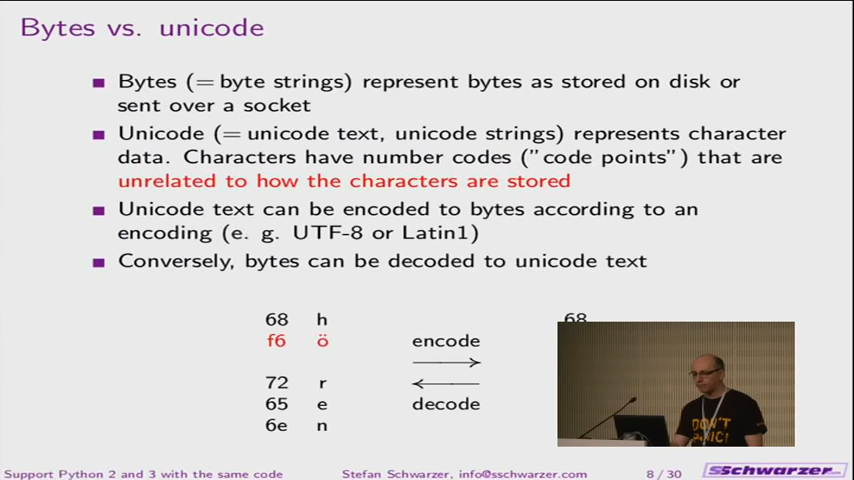 Bytes vs. unicode
Bytes (= byte strings) represent bytes as stored on disk or
sent over a socket
Unicode (= unicode text, unicode strings) represents character
data. Characters have number codes (”code points”) that are
unrelated to how the characters are stored
Unicode text can be encoded to bytes according to an
encoding (e. g. UTF-8 or Latin1)
Conversely, bytes can be decoded to unicode text
68 h 68
f6 ö encode
72 r
65 e decode
6e n
DON'T
PANIC!
Support Python 2 and 3 with the same code Stefan Schwarzer, info@sschwarzer.com 8 / 30 SSchwarzer